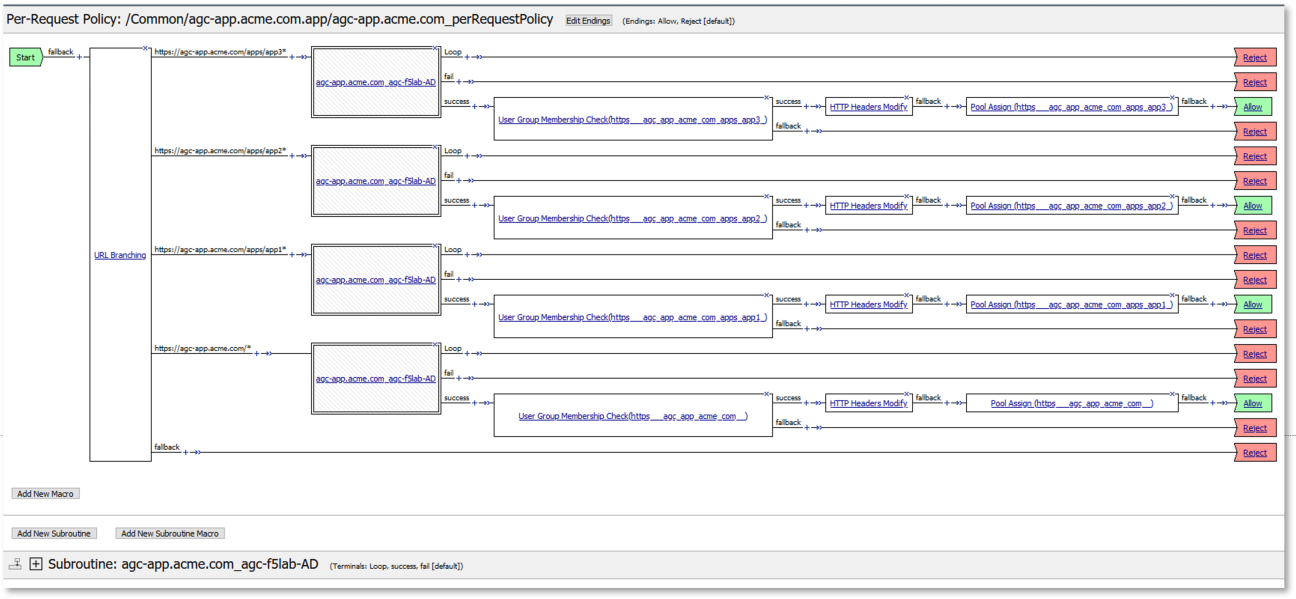 Per-Request Policy: /Common/agc-app.acme.com.app/agc-app.acme.com_perRequestPolicy Edit Endings (Endings: Allow, Reject [default])
Start fallback + URL Branching
https://agc-app.acme.com/apps/app3* +
agc-app.acme.com_agc-f5lab-AD
Loop + Reject
fail + Reject
success + User Group Membership Check(https___agc_app_acme_com_apps_app3_) success + HTTP Headers Modify fallback + Pool Assign (https___agc_app_acme_com_apps_app3_) fallback + Allow
fallback + Reject
https://agc-app.acme.com/apps/app2* +
agc-app.acme.com_agc-f5lab-AD
Loop + Reject
fail + Reject
success + User Group Membership Check(https___agc_app_acme_com_apps_app2_) success + HTTP Headers Modify fallback + Pool Assign (https___agc_app_acme_com_apps_app2_) fallback + Allow
fallback + Reject
https://agc-app.acme.com/apps/app1* +
agc-app.acme.com_agc-f5lab-AD
Loop + Reject
fail + Reject
success + User Group Membership Check(https___agc_app_acme_com_apps_app1_) success + HTTP Headers Modify fallback + Pool Assign (https___agc_app_acme_com_apps_app1_) fallback + Allow
fallback + Reject
https://agc-app.acme.com/* +
agc-app.acme.com_agc-f5lab-AD
Loop + Reject
fail + Reject
success + User Group Membership Check(https___agc_app_acme_com__) success + HTTP Headers Modify fallback + Pool Assign (https___agc_app_acme_com__) fallback + Allow
fallback + Reject
fallback + Reject
Add New Macro
Add New Subroutine Add New Subroutine Macro
+ Subroutine: agc-app.acme.com_agc-f5lab-AD (Terminals: Loop, success, fail [default])